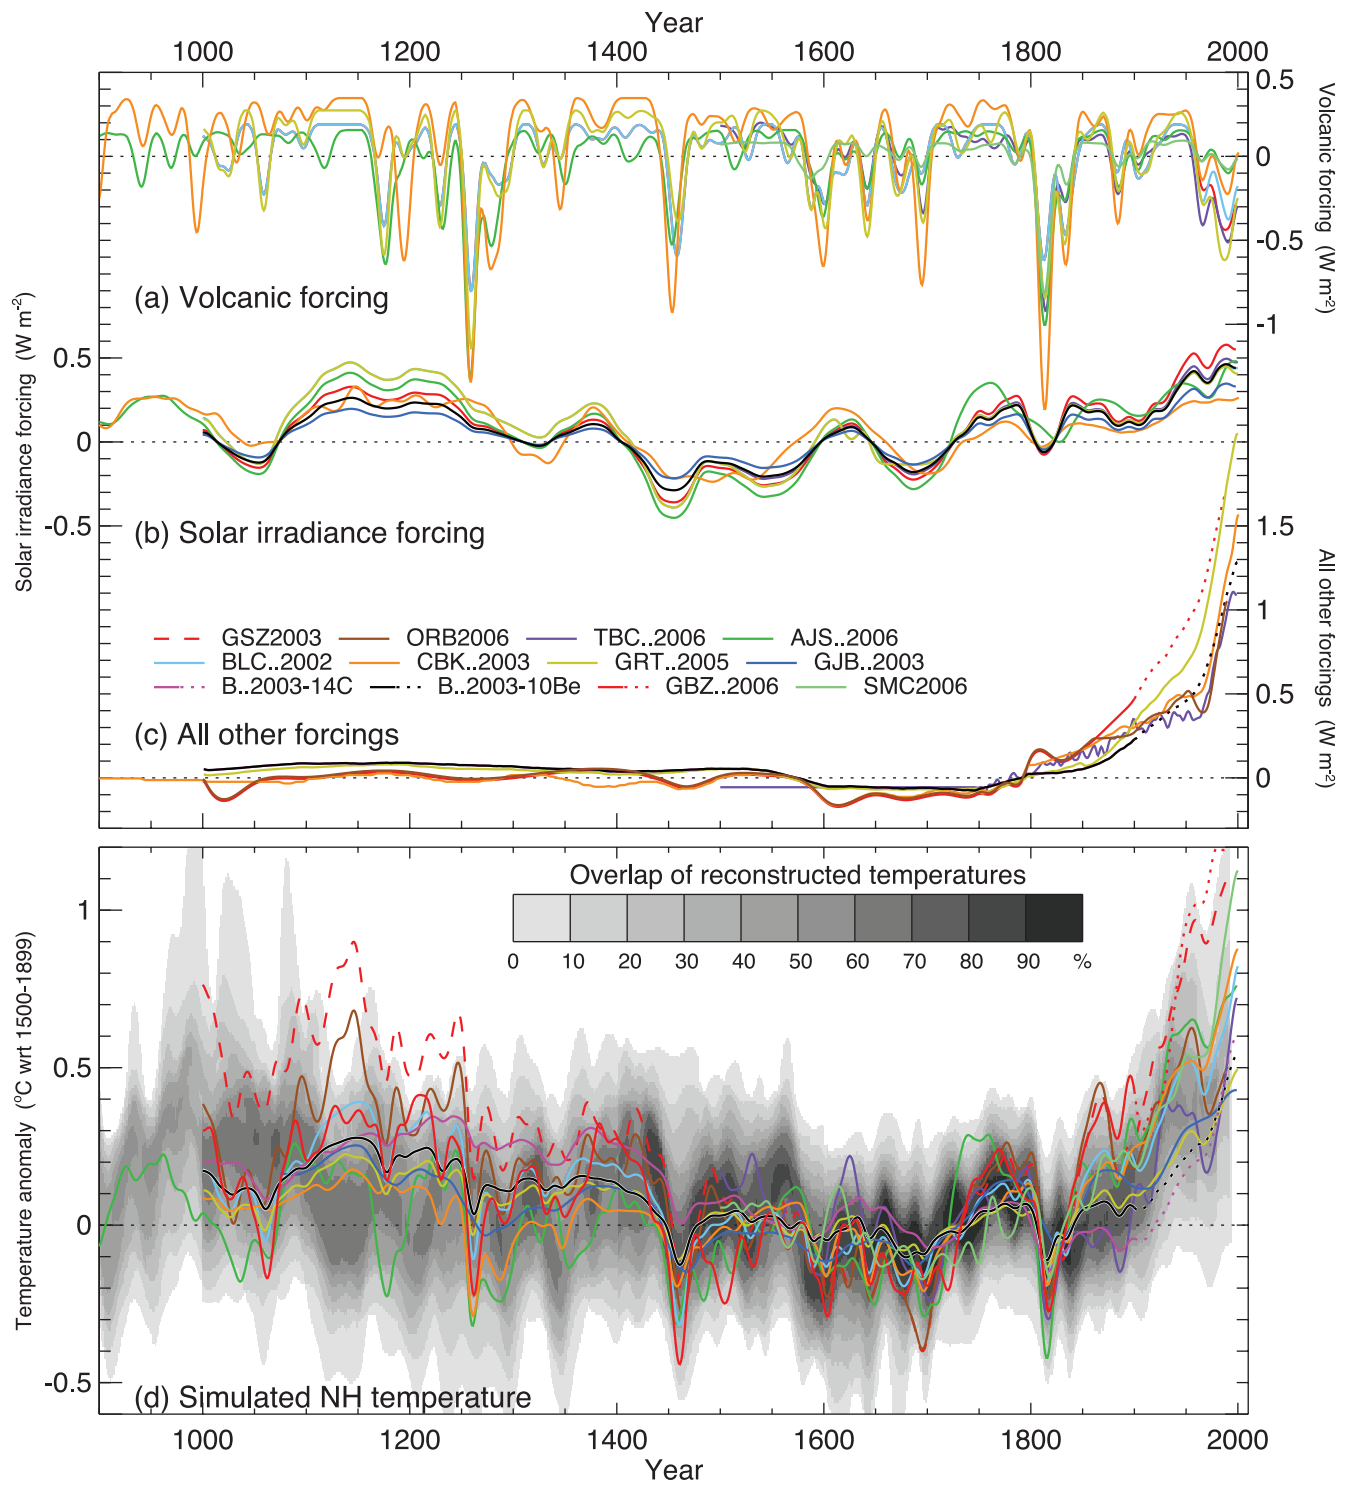 Year
1000 1200 1400 1600 1800 2000
0.5
0
-0.5
-1
Volcanic forcing (W m-2)
(a) Volcanic forcing
Solar irradiance forcing (W m-2)
0.5
0
-0.5
(b) Solar irradiance forcing
1.5
1
0.5
0
All other forcings (W m-2)
GSZ2003 ORB2006 TBC..2006 AJS..2006
BLC..2002 CBK..2003 GRT..2005 GJB..2003
B..2003-14C B..2003-10Be GBZ..2006 SMC2006
(c) All other forcings
Overlap of reconstructed temperatures
0 10 20 30 40 50 60 70 80 90 %
1
0.5
0
-0.5
Temperature anomaly (°C wrt 1500-1899)
(d) Simulated NH temperature
1000 1200 1400 1600 1800 2000
Year